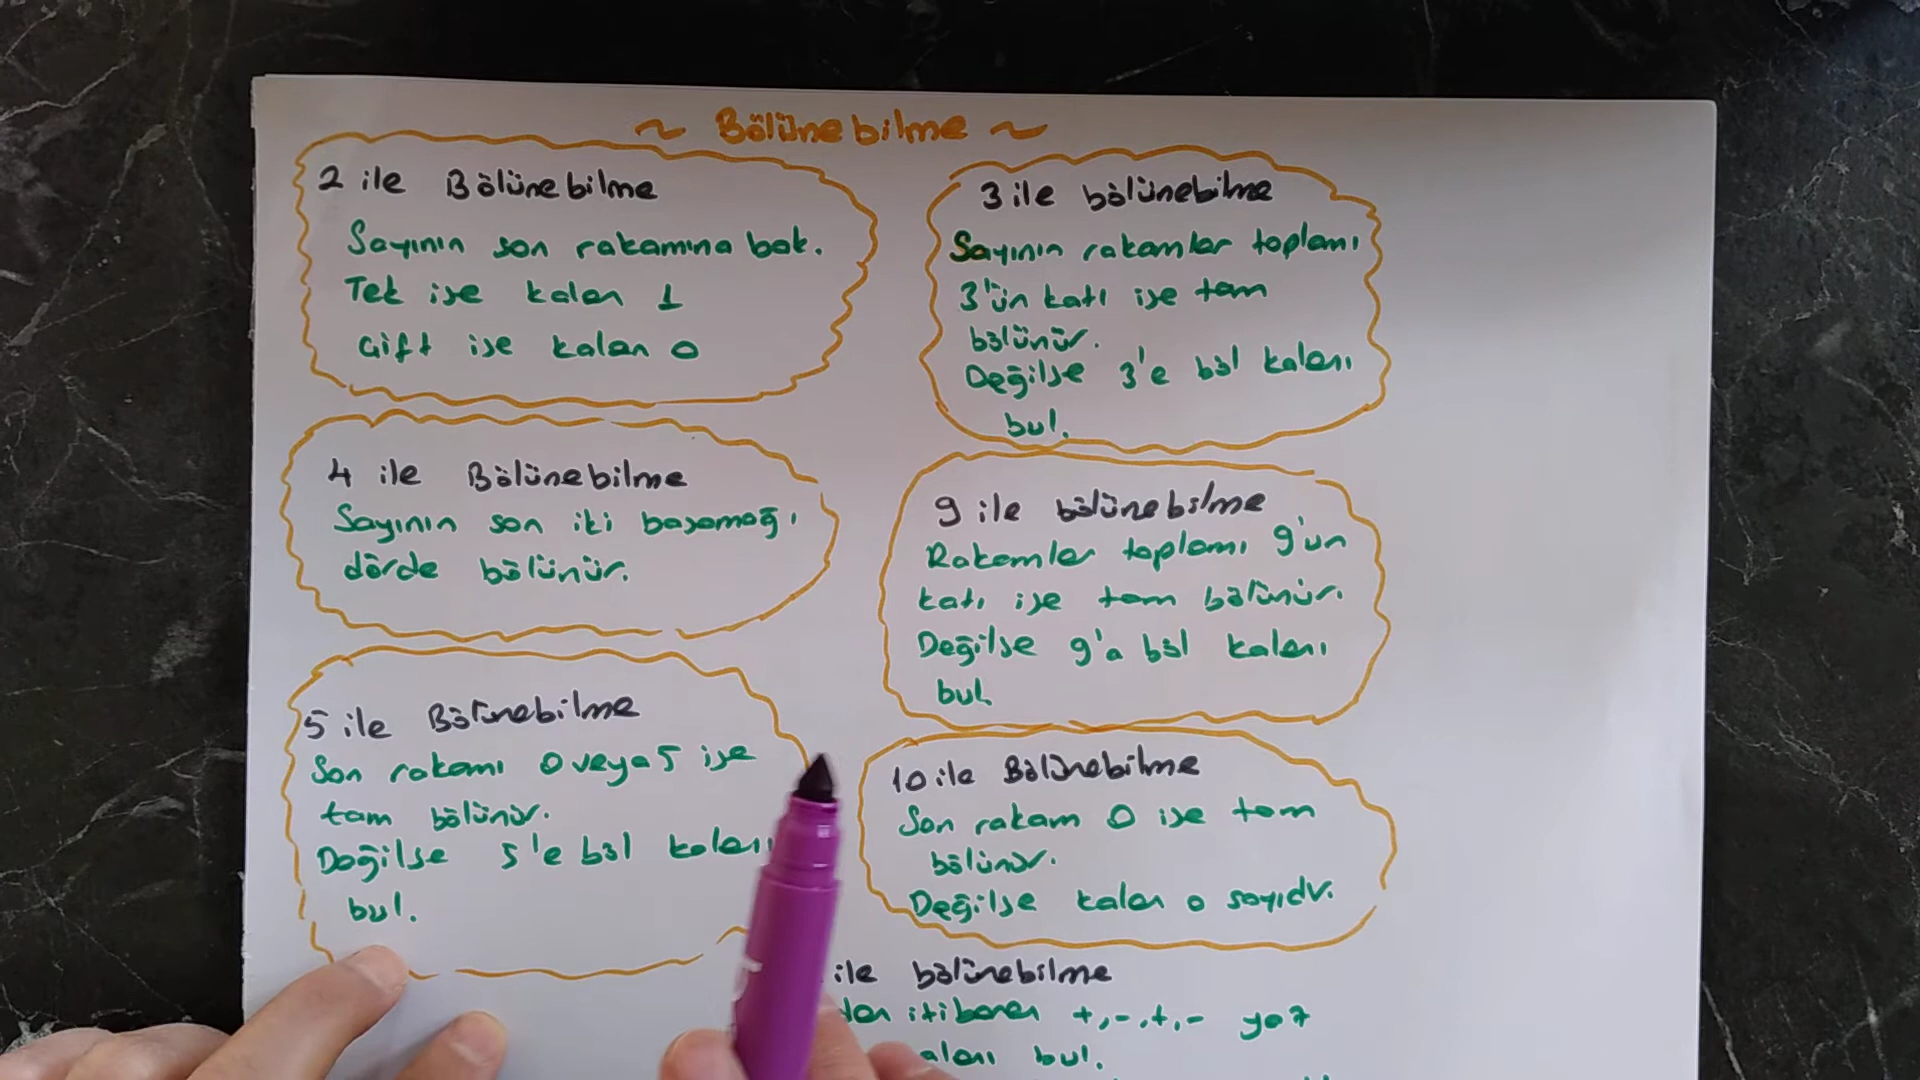 ~ Bölünebilme ~
2 ile Bölünebilme
Sayının son rakamına bak.
Tek ise kalan 1
Çift ise kalan 0
3 ile bölünebilme
Sayının rakamlar toplamı
3'ün katı ise tam
bölünür.
Değilse 3'e böl kalanı
bul.
4 ile Bölünebilme
Sayının son iki basamağı
dörde bölünür.
9 ile bölünebilme
Rakamlar toplamı 9'un
katı ise tam bölünür.
Değilse 9'a böl kalanı
bul.
5 ile Bölünebilme
Son rakamı 0 veya 5 ise
tam bölünür.
Değilse 5'e böl kalanı
bul.
10 ile Bölünebilme
Son rakam 0 ise tam
bölünür.
Değilse kalan o sayıdır.
ile bölünebilme
itibaren +,-,+,- yaz
bul.